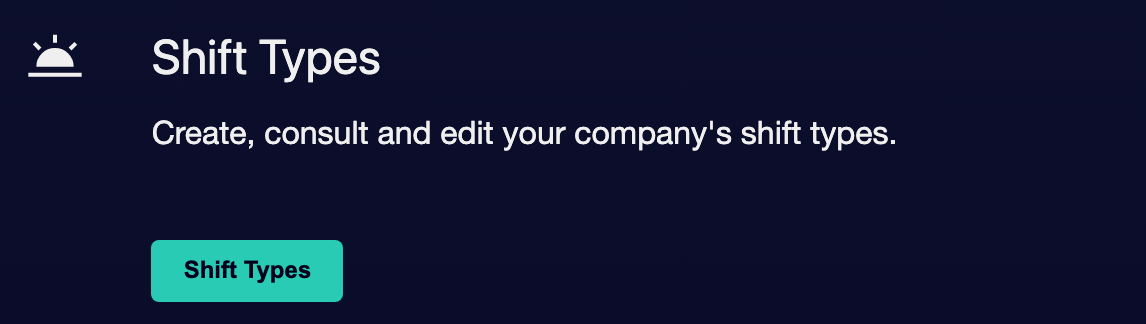 Shift Types
Create, consult and edit your company's shift types.
Shift Types